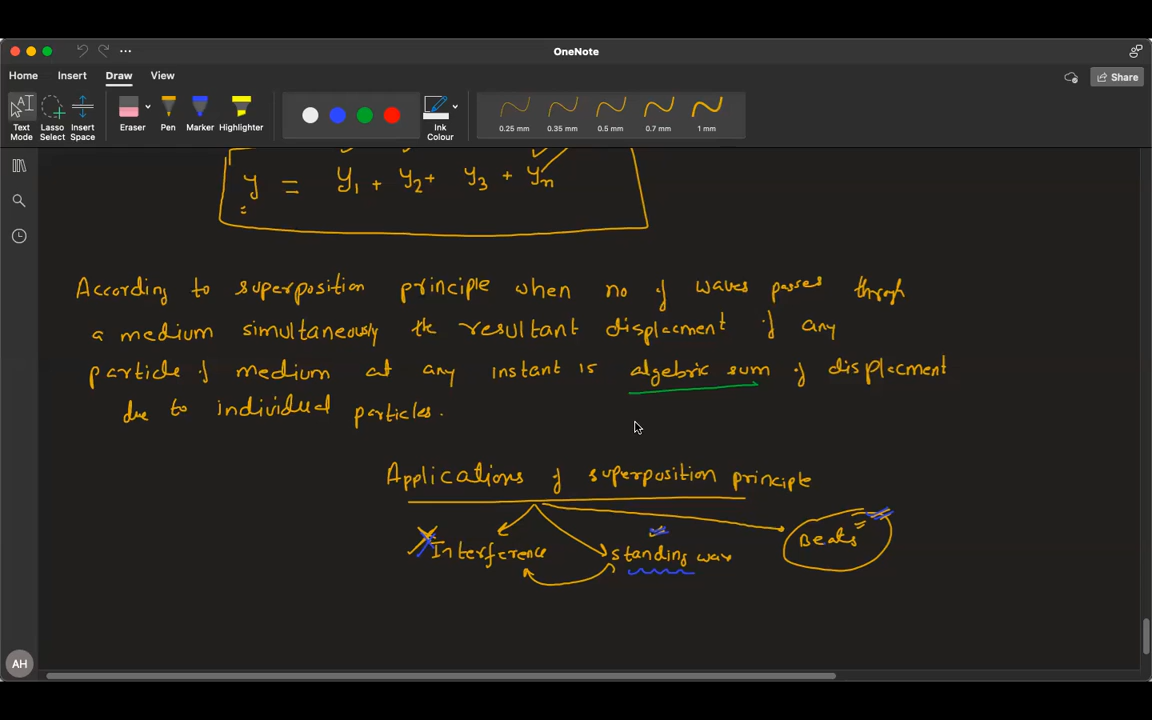 OneNote
Home Insert Draw View
Share
Text Mode Lasso Select Insert Space Eraser Pen Marker Highlighter Ink Colour 0.25 mm 0.35 mm 0.5 mm 0.7 mm 1 mm
y = y₁ + y₂ + y₃ + yₙ
According to superposition principle when no of waves passes through
a medium simultaneously the resultant displacment of any
particle of medium at any instant is algebric sum of displacment
due to individual particles.
Applications of superposition principle
Interference standing wave Beats
AH